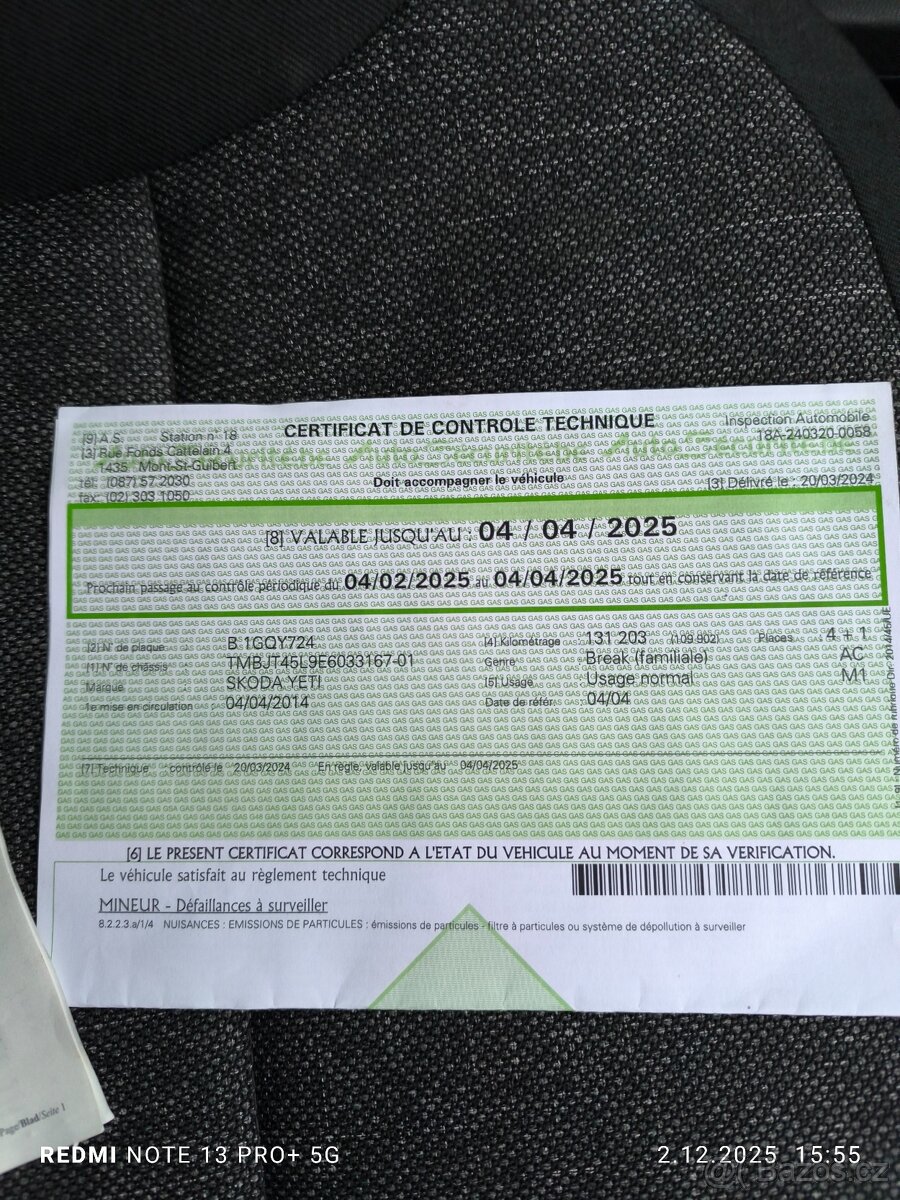 [9] A.S. Station n° 18
[3] Rue Fonds Cattelain 4
1435 Mont-St-Guibert
tél: (087) 57 2030
fax: (02) 303 1050
CERTIFICAT DE CONTROLE TECHNIQUE
Doit accompagner le véhicule
Inspection Automobile
18A-240320-0058
[3] Délivré le : 20/03/2024
[8] VALABLE JUSQU'AU : 04 / 04 / 2025
Prochain passage au contrôle périodique du 04/02/2025 au 04/04/2025 tout en conservant la date de référence
[2] N° de plaque B 1GQY724
[1] N° de châssis TMBJT45L9E6033167-01
Marque SKODA YETI
1e mise en circulation 04/04/2014
[4] Kilométrage 131 203 (109.902) Places 4 + 1
Genre Break (familiale) AC
[5] Usage Usage normal M1
Date de référ. 04/04
[7] Technique contrôlé le 20/03/2024 En règle, valable jusqu'au 04/04/2025
[6] LE PRESENT CERTIFICAT CORRESPOND A L'ETAT DU VEHICULE AU MOMENT DE SA VERIFICATION.
Le véhicule satisfait au règlement technique
MINEUR - Défaillances à surveiller
8.2.2.3.a/1/4 NUISANCES : EMISSIONS DE PARTICULES : émissions de particules - filtre à particules ou système de dépollution à surveiller
Page/Blad/Seite 1
REDMI NOTE 13 PRO+ 5G
2.12.2025 15:55
Bazoš.cz